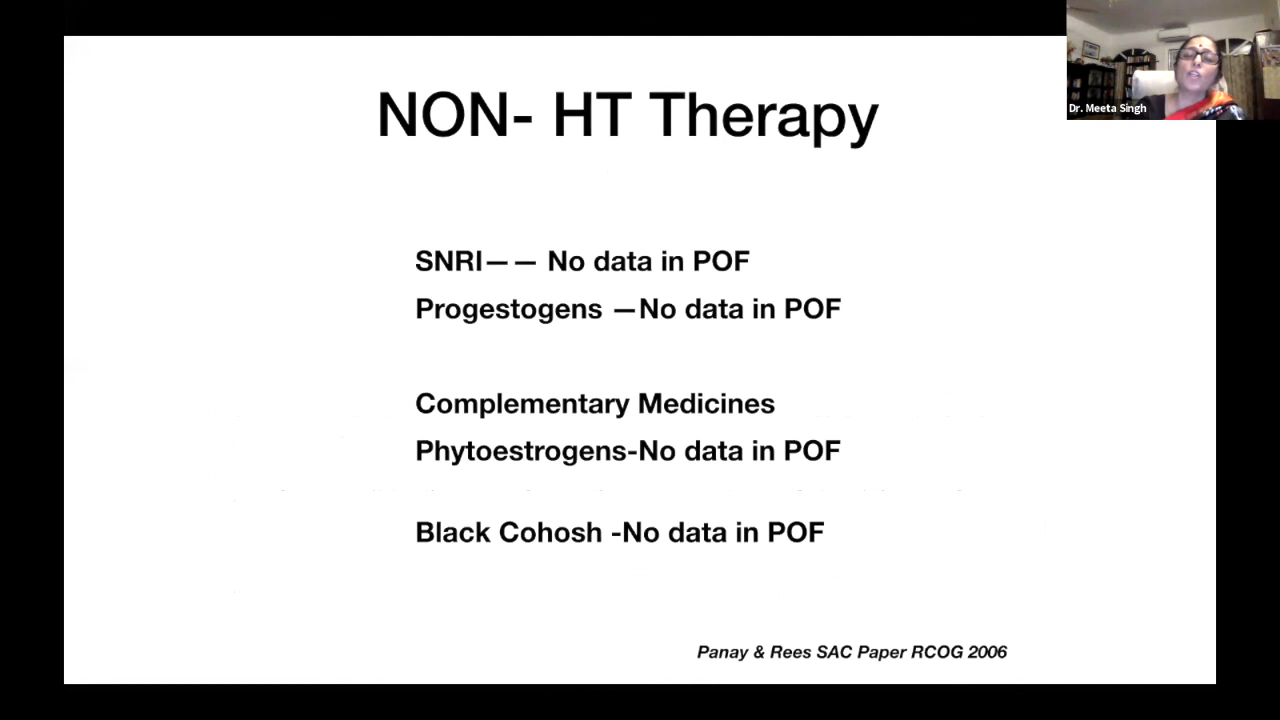 NON- HT Therapy
Dr. Meeta Singh
SNRI—— No data in POF
Progestogens —No data in POF
Complementary Medicines
Phytoestrogens-No data in POF
Black Cohosh -No data in POF
Panay & Rees SAC Paper RCOG 2006